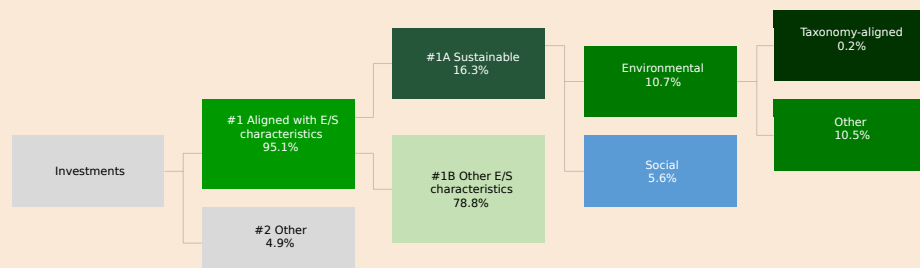 Investments
#1 Aligned with E/S
characteristics
95.1%
#2 Other
4.9%
#1A Sustainable
16.3%
#1B Other E/S
characteristics
78.8%
Environmental
10.7%
Social
5.6%
Taxonomy-aligned
0.2%
Other
10.5%